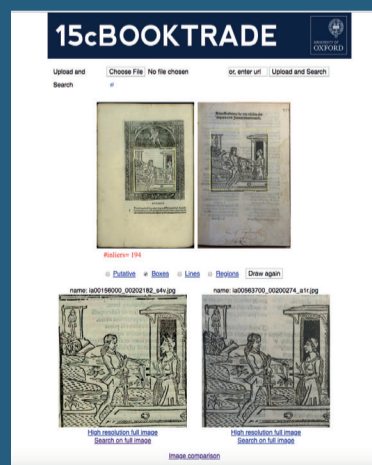 15cBOOKTRADE
UNIVERSITY OF
OXFORD
Upload and Search
Choose File No file chosen
or, enter url
Upload and Search
#inliers= 194
Putative Boxes Lines Regions Draw again
name: ia00156000_00202182_s4v.jpg
name: ia00563700_00200274_a1r.jpg
High resolution full image
Search on full image
High resolution full image
Search on full image
Image comparison